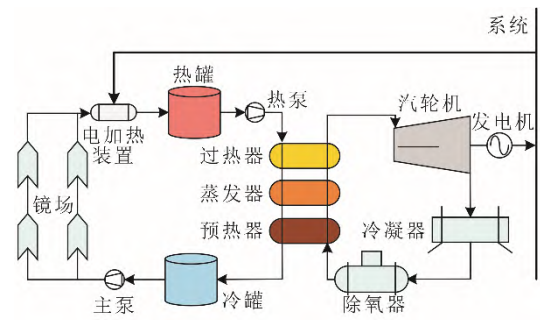 系统
热罐
热泵
汽轮机
发电机
电加热
装置
过热器
蒸发器
镜场
预热器
冷凝器
主泵
冷罐
除氧器